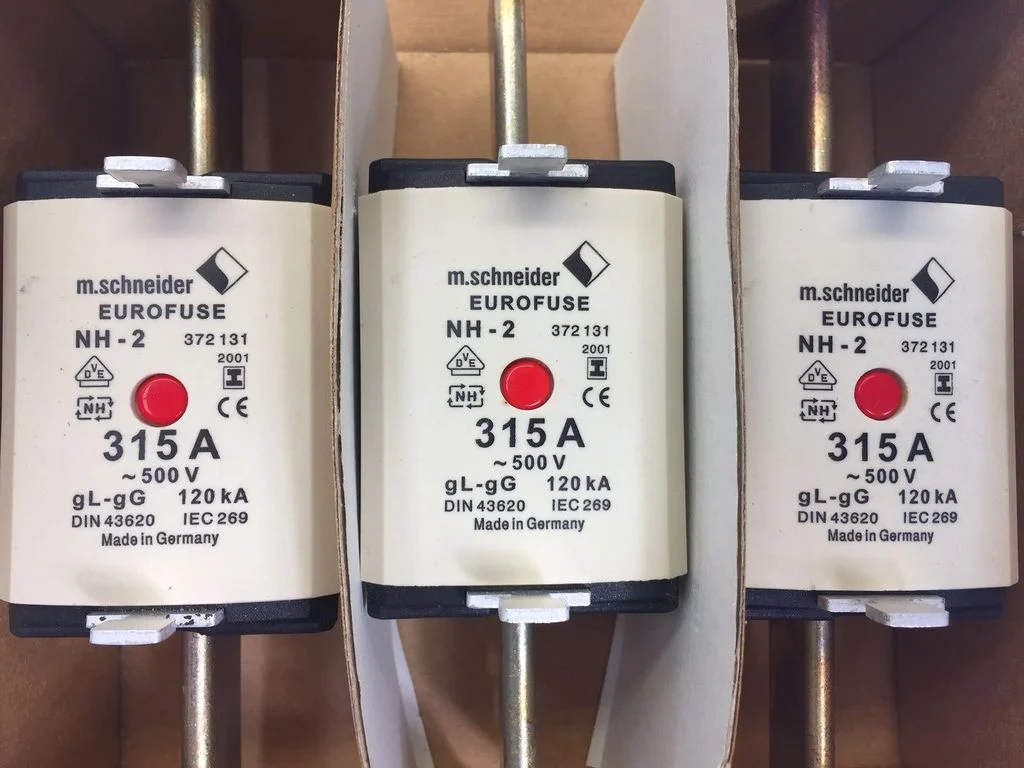 m.schneider
EUROFUSE
NH - 2 372 131
2001
DVE
NH CE
315 A
~ 500 V
gL-gG 120 kA
DIN 43620 IEC 269
Made in Germany
m.schneider
EUROFUSE
NH - 2 372 131
2001
DVE
NH CE
315 A
~ 500 V
gL-gG 120 kA
DIN 43620 IEC 269
Made in Germany
m.schneider
EUROFUSE
NH - 2 372 131
2001
DVE
NH CE
315 A
~ 500 V
gL-gG 120 kA
DIN 43620 IEC 269
Made in Germany